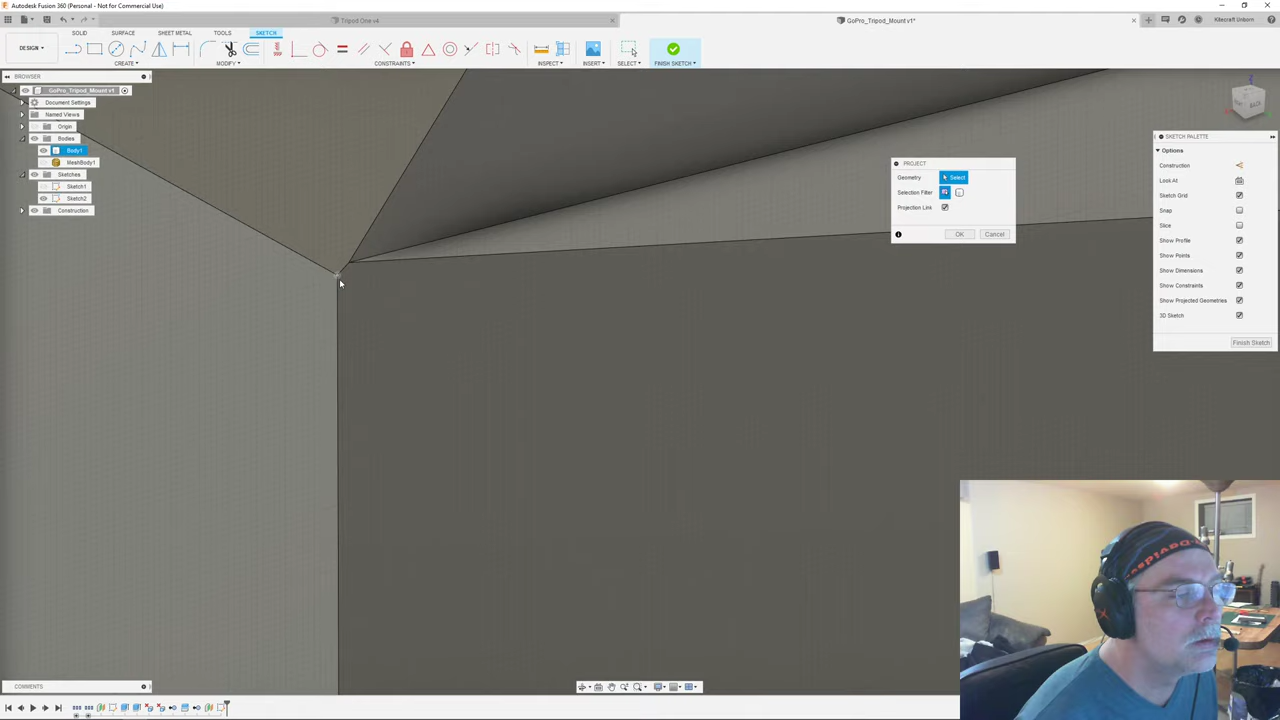 Autodesk Fusion 360 (Personal - Not for Commercial Use)
Tripod One v4
GoPro_Tripod_Mount v1*
Kitecraft Unborn
DESIGN
SOLID
SURFACE
SHEET METAL
TOOLS
SKETCH
CREATE
MODIFY
CONSTRAINTS
INSPECT
INSERT
SELECT
FINISH SKETCH
BROWSER
GoPro_Tripod_Mount v1
Document Settings
Named Views
Origin
Bodies
Body1
MeshBody1
Sketches
Sketch1
Sketch2
Construction
PROJECT
Geometry
Select
Selection Filter
Projection Link
OK
Cancel
SKETCH PALETTE
Options
Construction
Look At
Sketch Grid
Snap
Slice
Show Profile
Show Points
Show Dimensions
Show Constraints
Show Projected Geometries
3D Sketch
Finish Sketch
BACK
COMMENTS